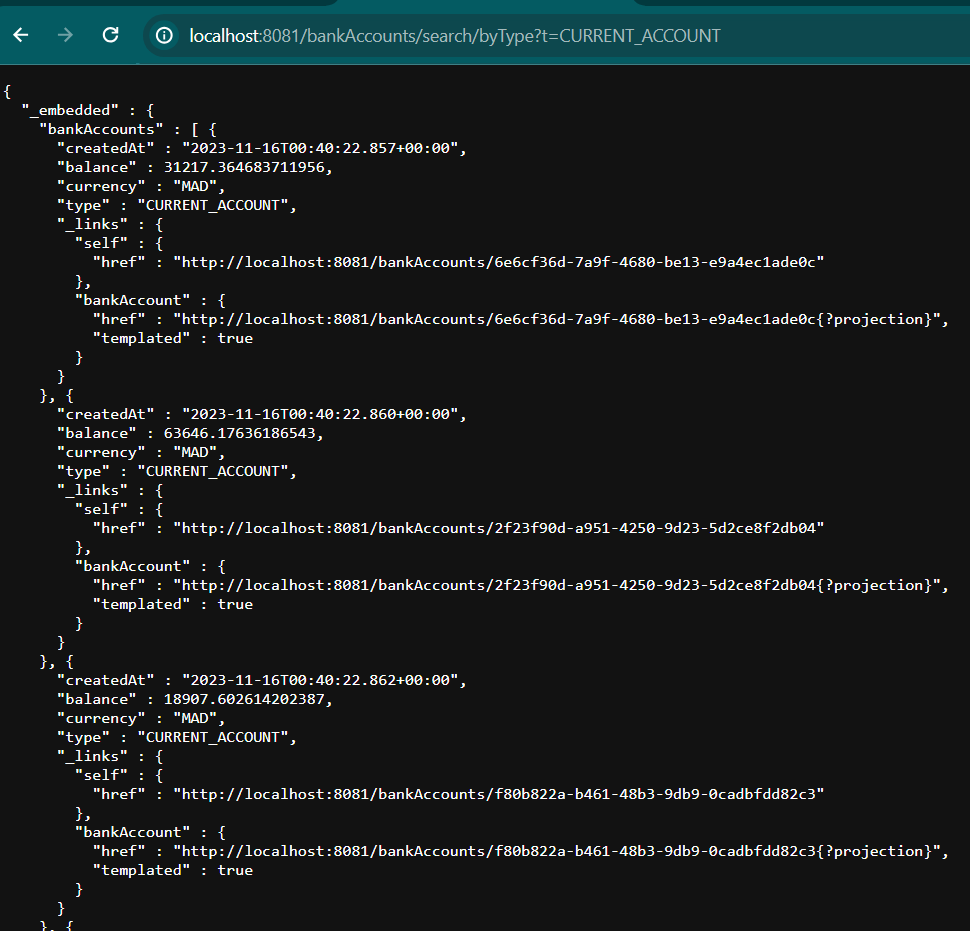 localhost:8081/bankAccounts/search/byType?t=CURRENT_ACCOUNT
{
  "_embedded" : {
    "bankAccounts" : [ {
      "createdAt" : "2023-11-16T00:40:22.857+00:00",
      "balance" : 31217.364683711956,
      "currency" : "MAD",
      "type" : "CURRENT_ACCOUNT",
      "_links" : {
        "self" : {
          "href" : "http://localhost:8081/bankAccounts/6e6cf36d-7a9f-4680-be13-e9a4ec1ade0c"
        },
        "bankAccount" : {
          "href" : "http://localhost:8081/bankAccounts/6e6cf36d-7a9f-4680-be13-e9a4ec1ade0c{?projection}",
          "templated" : true
        }
      }
    }, {
      "createdAt" : "2023-11-16T00:40:22.860+00:00",
      "balance" : 63646.17636186543,
      "currency" : "MAD",
      "type" : "CURRENT_ACCOUNT",
      "_links" : {
        "self" : {
          "href" : "http://localhost:8081/bankAccounts/2f23f90d-a951-4250-9d23-5d2ce8f2db04"
        },
        "bankAccount" : {
          "href" : "http://localhost:8081/bankAccounts/2f23f90d-a951-4250-9d23-5d2ce8f2db04{?projection}",
          "templated" : true
        }
      }
    }, {
      "createdAt" : "2023-11-16T00:40:22.862+00:00",
      "balance" : 18907.602614202387,
      "currency" : "MAD",
      "type" : "CURRENT_ACCOUNT",
      "_links" : {
        "self" : {
          "href" : "http://localhost:8081/bankAccounts/f80b822a-b461-48b3-9db9-0cadbfdd82c3"
        },
        "bankAccount" : {
          "href" : "http://localhost:8081/bankAccounts/f80b822a-b461-48b3-9db9-0cadbfdd82c3{?projection}",
          "templated" : true
        }
      }
    }, {